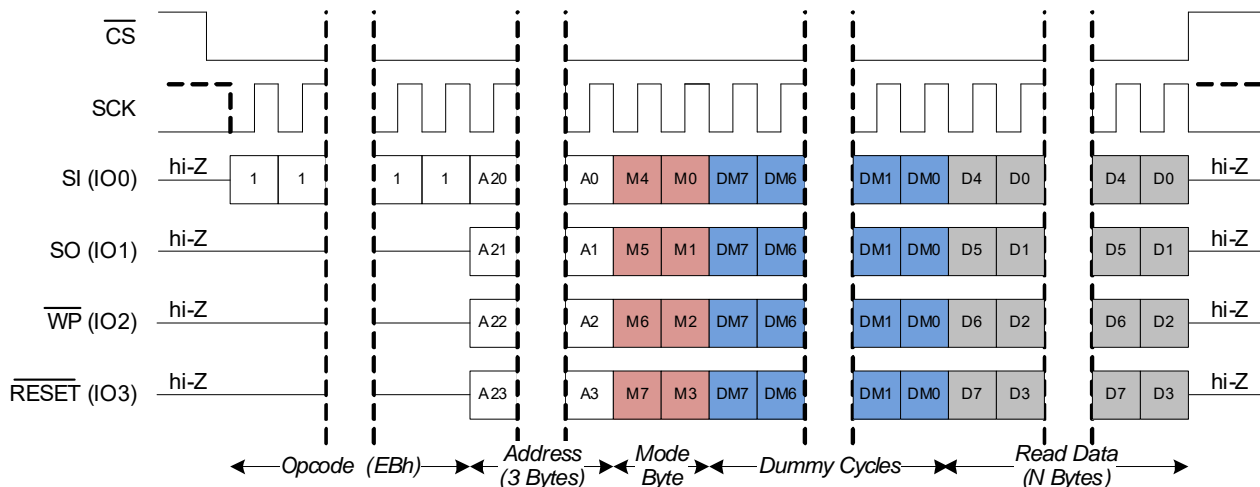 CS
SCK
SI (IO0) hi-Z 1 1 1 1 A20 A0 M4 M0 DM7 DM6 DM1 DM0 D4 D0 D4 D0 hi-Z
SO (IO1) hi-Z A21 A1 M5 M1 DM7 DM6 DM1 DM0 D5 D1 D5 D1 hi-Z
WP (IO2) hi-Z A22 A2 M6 M2 DM7 DM6 DM1 DM0 D6 D2 D6 D2 hi-Z
RESET (IO3) hi-Z A23 A3 M7 M3 DM7 DM6 DM1 DM0 D7 D3 D7 D3 hi-Z
Opcode (EBh) Address Mode Dummy Cycles Read Data
(3 Bytes) Byte (N Bytes)